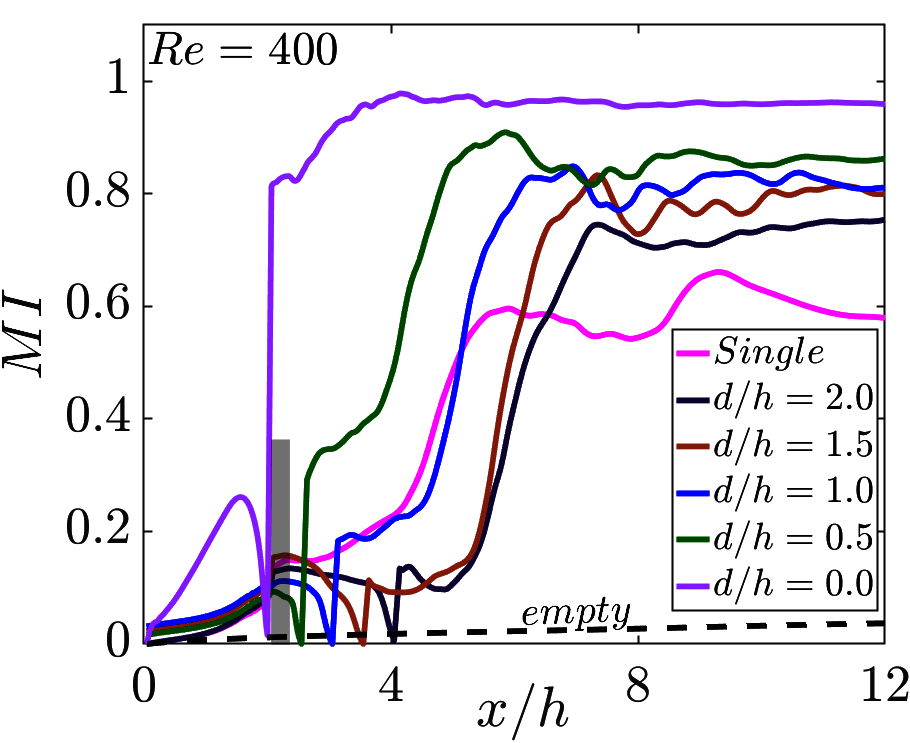 Re = 400
1
0.8
0.6
0.4
0.2
0
MI
Single
d/h = 2.0
d/h = 1.5
d/h = 1.0
d/h = 0.5
d/h = 0.0
empty
0 4 8 12
x/h